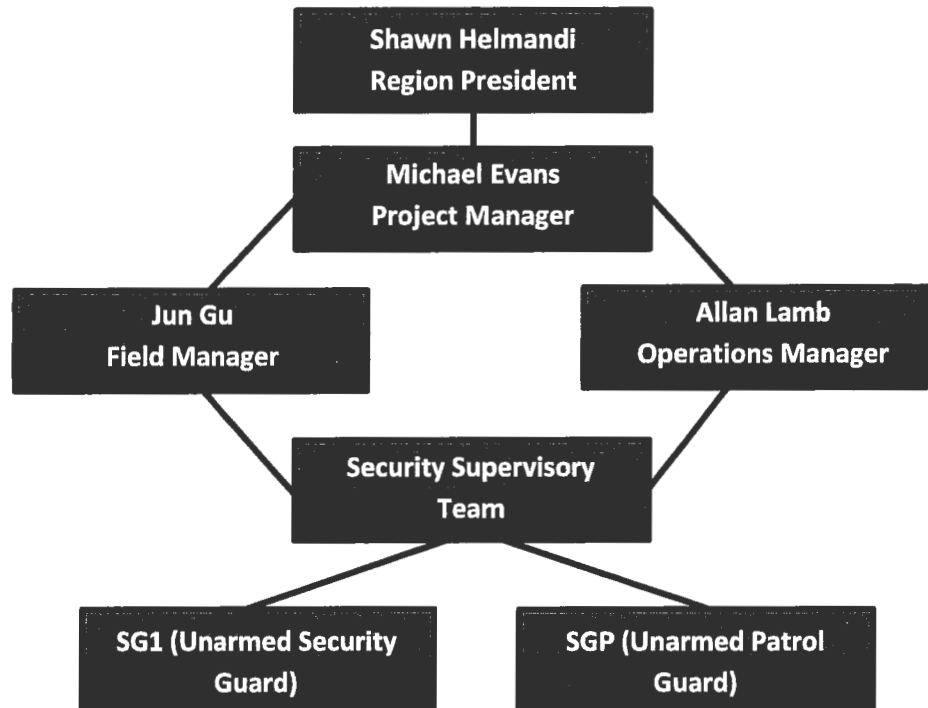 Shawn Helmandi
Region President
Michael Evans
Project Manager
Jun Gu
Field Manager
Allan Lamb
Operations Manager
Security Supervisory
Team
SG1 (Unarmed Security
Guard)
SGP (Unarmed Patrol
Guard)